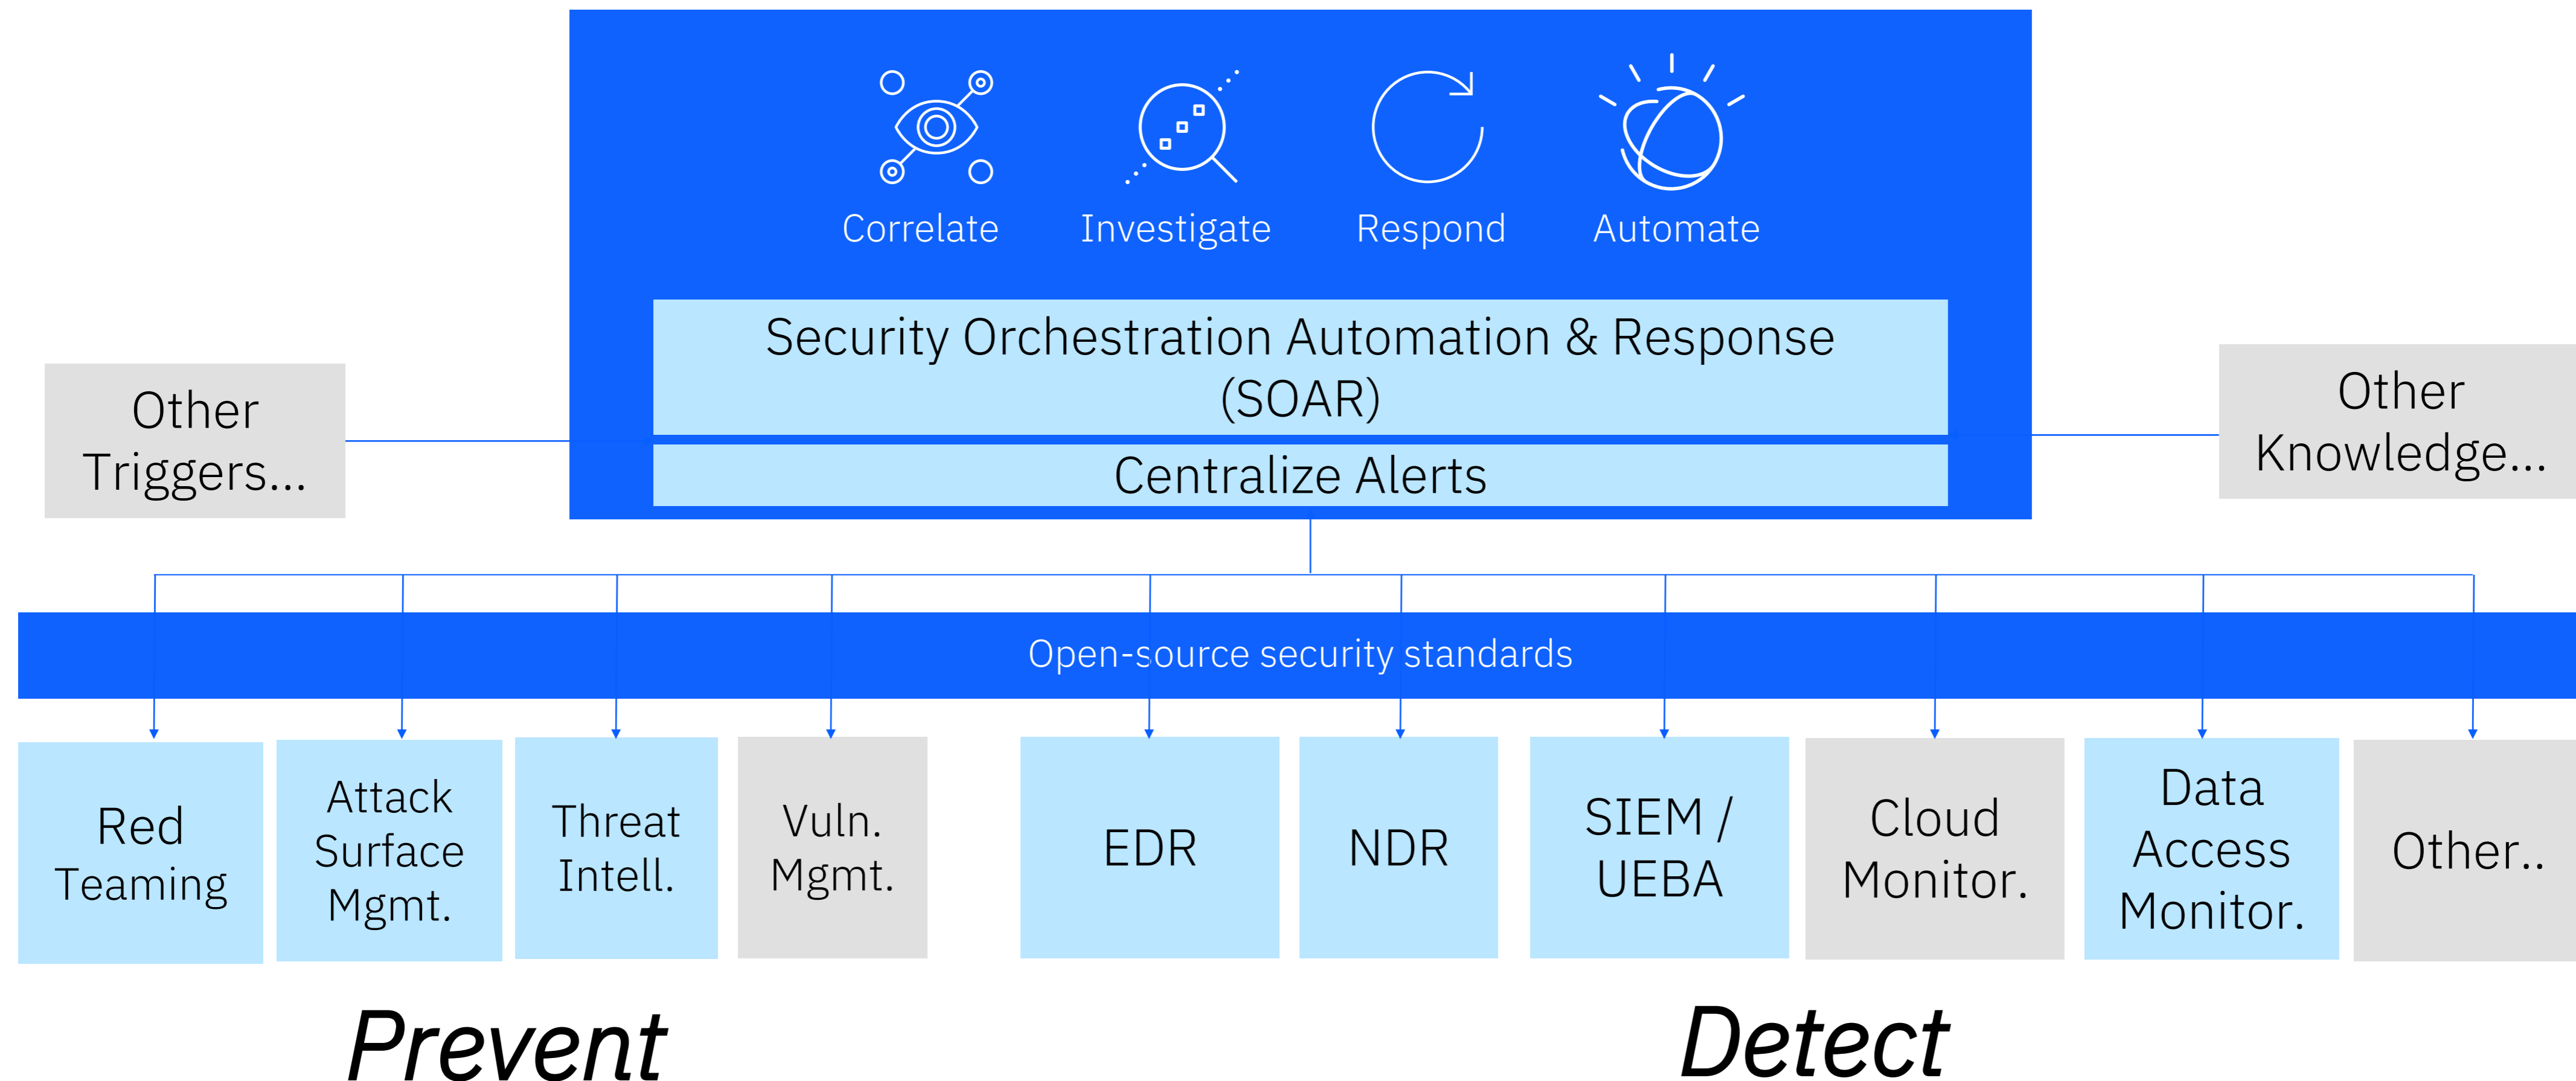 Correlate
Investigate
Respond
Automate
Security Orchestration Automation & Response
(SOAR)
Centralize Alerts
Other
Triggers...
Other
Knowledge...
Open-source security standards
Red
Teaming
Attack
Surface
Mgmt.
Threat
Intell.
Vuln.
Mgmt.
EDR
NDR
SIEM /
UEBA
Cloud
Monitor.
Data
Access
Monitor.
Other..
Prevent
Detect